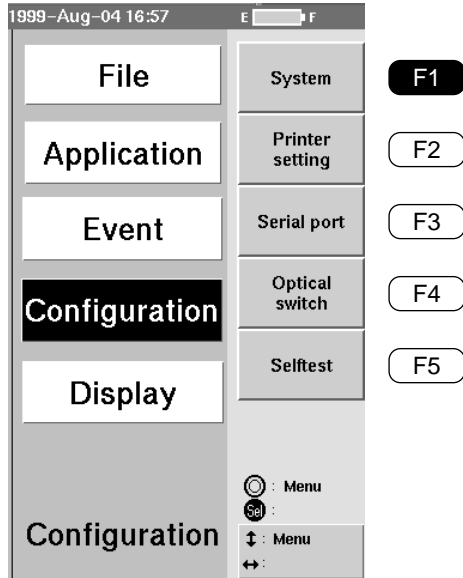 1999-Aug-04 16:57
E F
File
Application
Event
Configuration
Display
Configuration
System
Printer
setting
Serial port
Optical
switch
Selftest
: Menu
Sel :
↕ : Menu
↔ :
F1
F2
F3
F4
F5